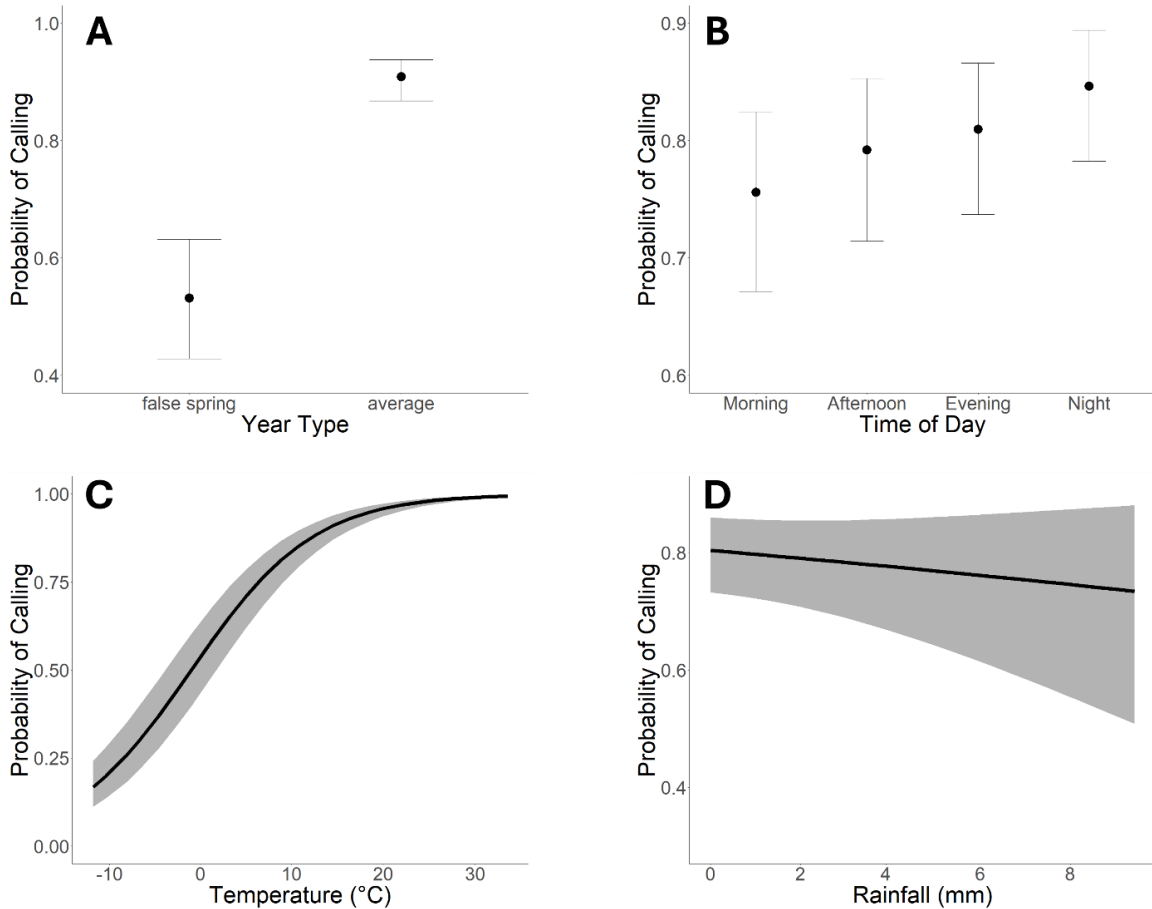 A
Probability of Calling
1.0
0.8
0.6
0.4
false spring average
Year Type
B
Probability of Calling
0.9
0.8
0.7
0.6
Morning Afternoon Evening Night
Time of Day
C
Probability of Calling
1.00
0.75
0.50
0.25
0.00
-10 0 10 20 30
Temperature (°C)
D
Probability of Calling
0.8
0.6
0.4
0 2 4 6 8
Rainfall (mm)